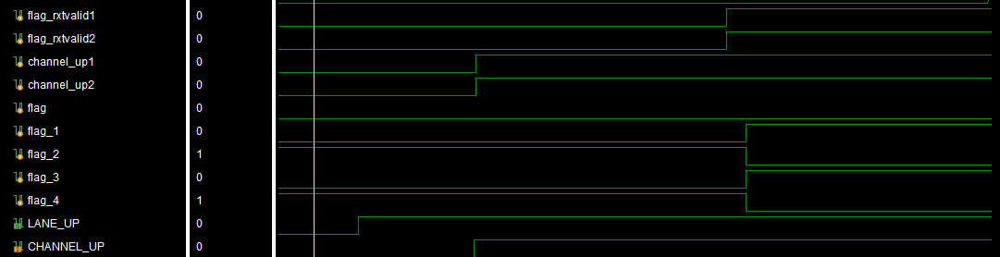 flag_rxtvalid1 0
flag_rxtvalid2 0
channel_up1 0
channel_up2 0
flag 0
flag_1 0
flag_2 1
flag_3 0
flag_4 1
LANE_UP 0
CHANNEL_UP 0